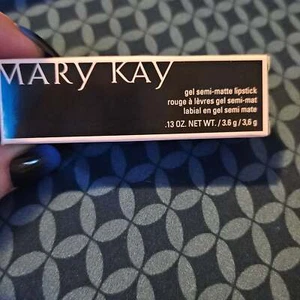 MARY KAY
gel semi-matte lipstick
rouge à lèvres gel semi-mat
labial en gel semi mate
.13 OZ. NET WT. / 3.6 g / 3,6 g